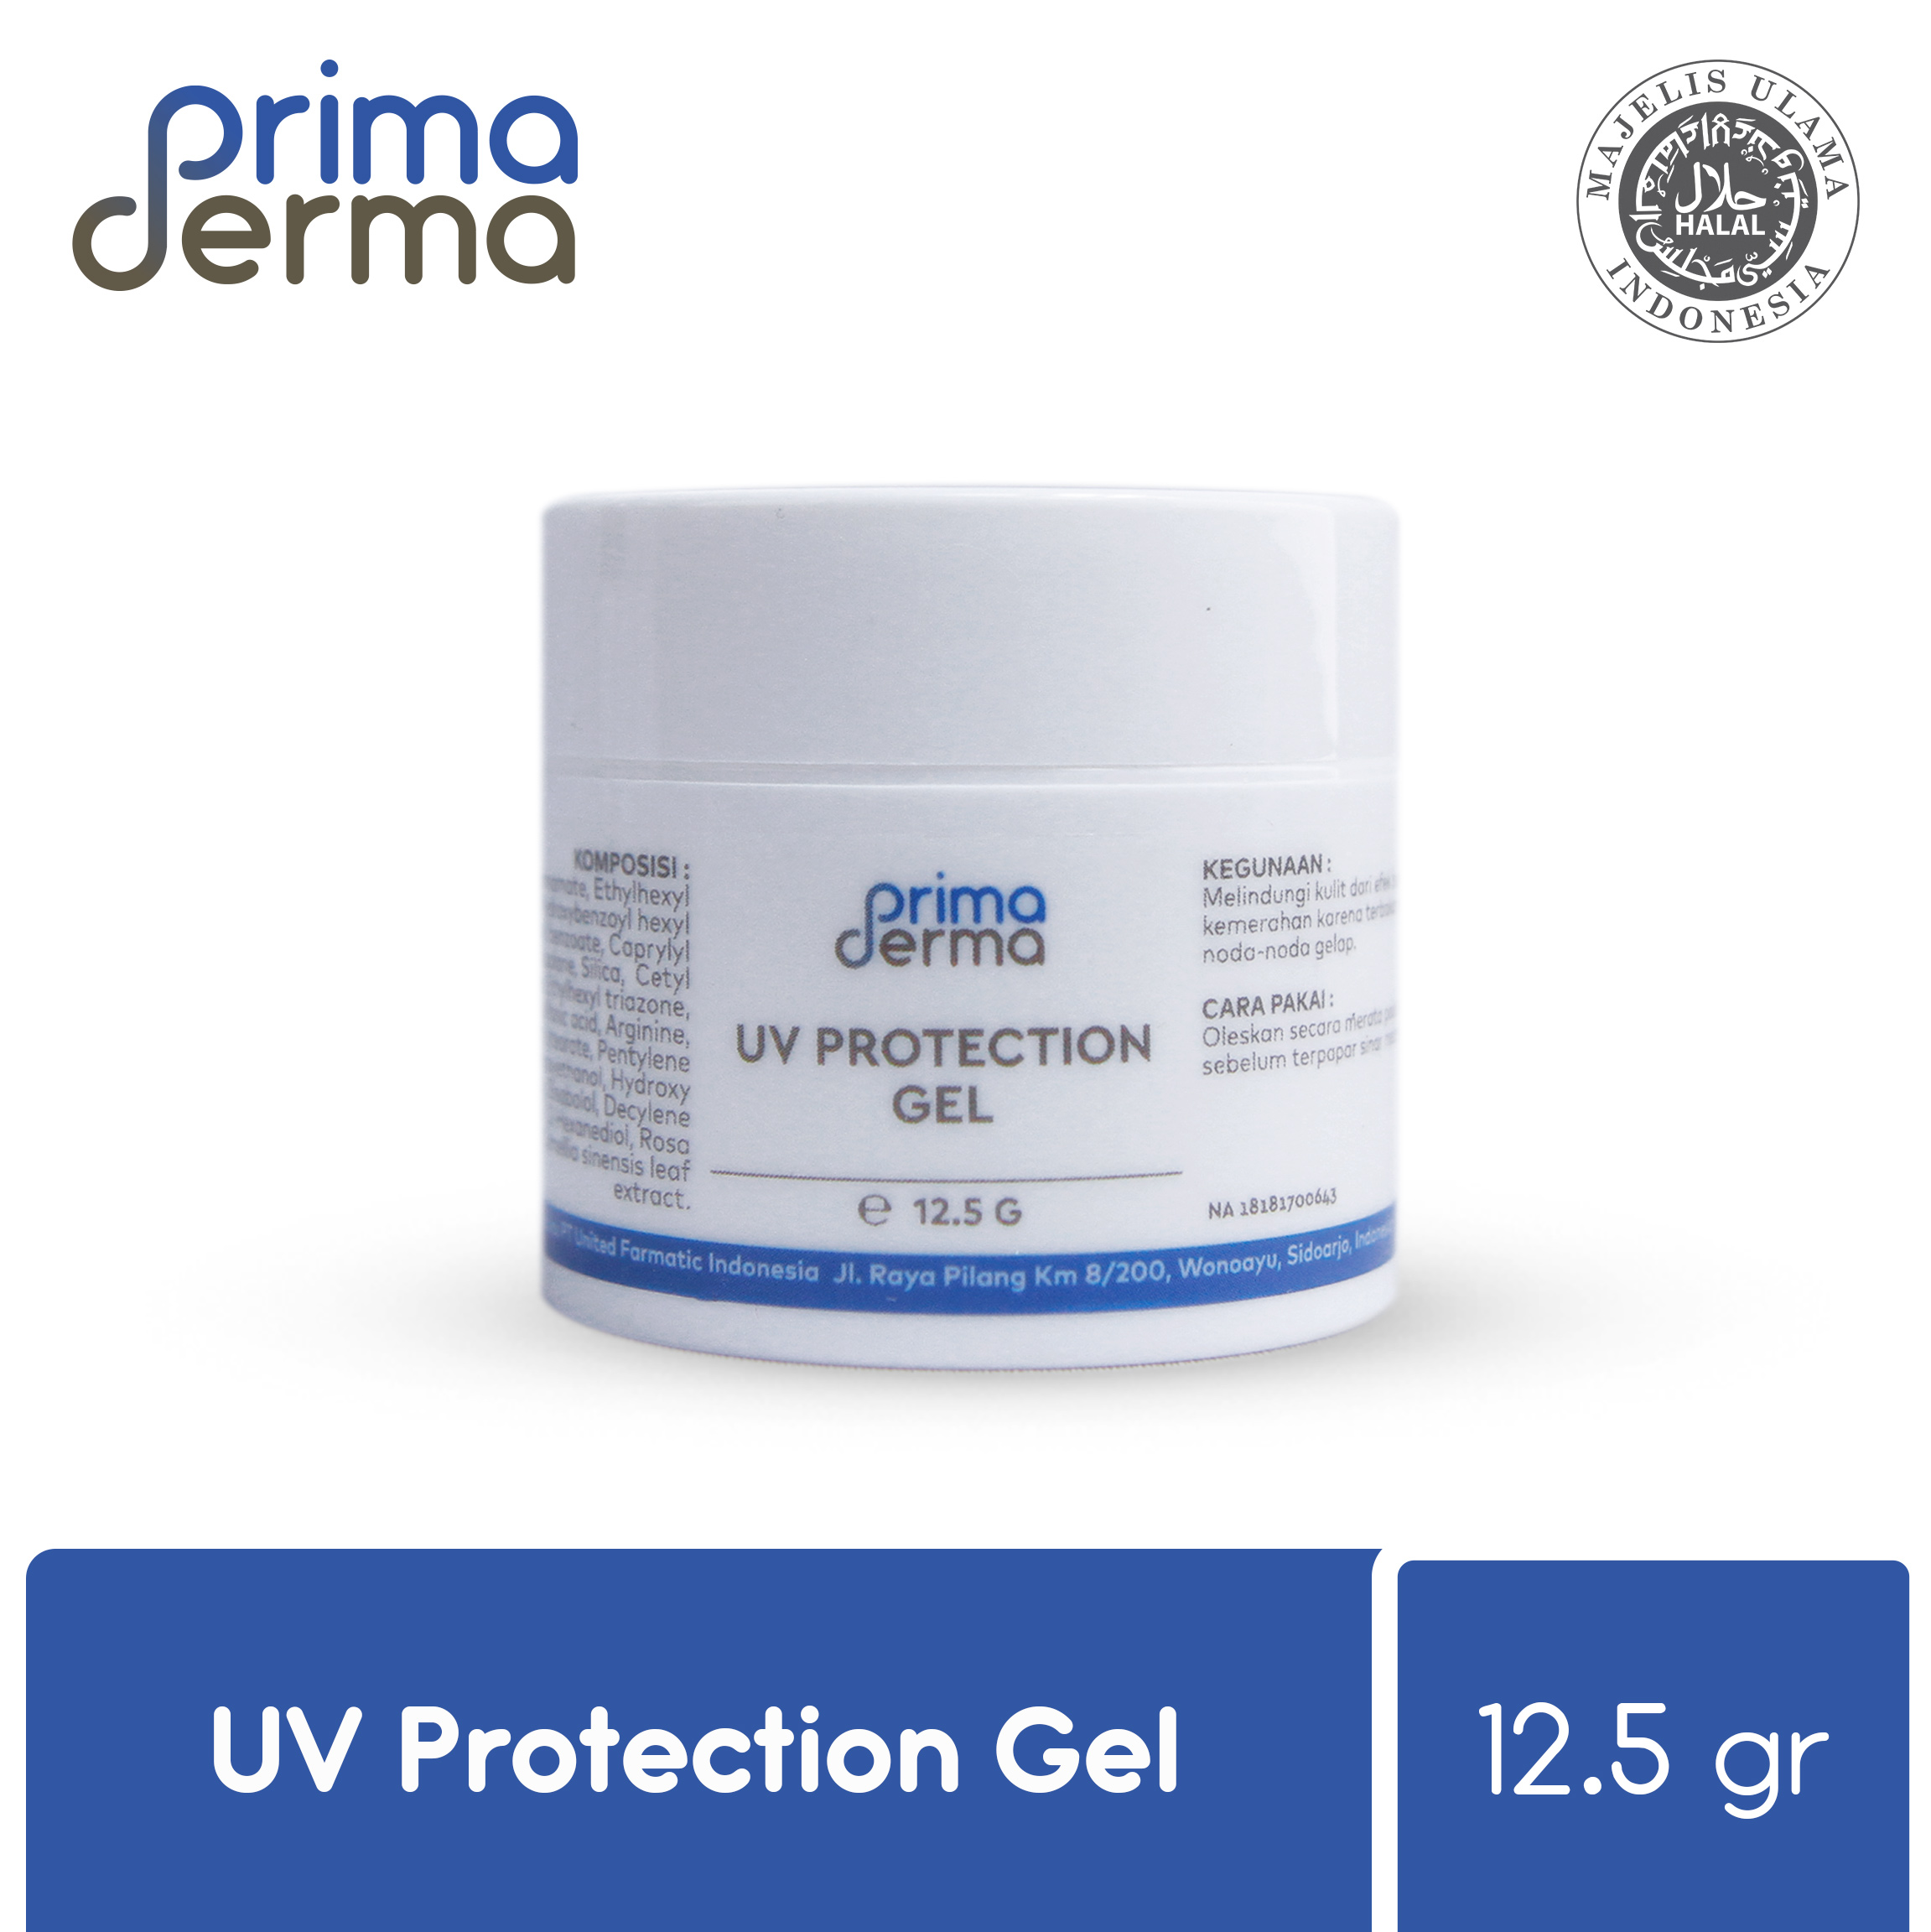 prima
derma
MAJELIS ULAMA
حلال
HALAL
INDONESIA
KOMPOSISI :
Ethylhexyl
hexyl
Caprylyl
Silica, Cetyl
triazone,
acid, Arginine,
Pentylene
Hydroxy
Decylene
Rosa
sinensis leaf
extract.
prima
derma
UV PROTECTION
GEL
℮ 12.5 G
KEGUNAAN :
Melindungi kulit dari
kemerahan karena
noda-noda gelap.
CARA PAKAI :
Oleskan secara merata
sebelum terpapar sinar
NA 18181700643
PT United Farmatic Indonesia Jl. Raya Pilang Km 8/200, Wonoayu, Sidoarjo,
UV Protection Gel
12.5 gr